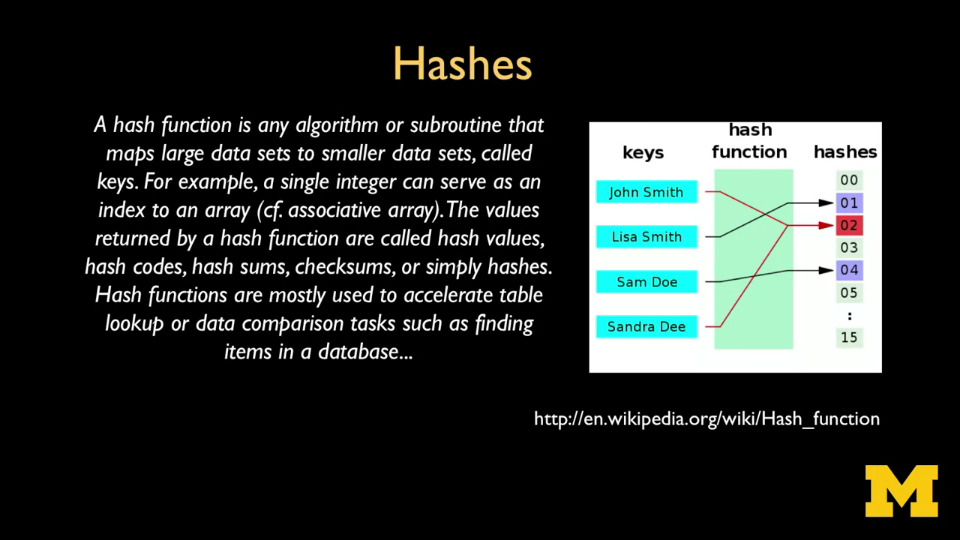 Hashes
A hash function is any algorithm or subroutine that
maps large data sets to smaller data sets, called
keys. For example, a single integer can serve as an
index to an array (cf. associative array). The values
returned by a hash function are called hash values,
hash codes, hash sums, checksums, or simply hashes.
Hash functions are mostly used to accelerate table
lookup or data comparison tasks such as finding
items in a database...
keys
hash
function
hashes
John Smith
Lisa Smith
Sam Doe
Sandra Dee
00
01
02
03
04
05
:
15
http://en.wikipedia.org/wiki/Hash_function
M